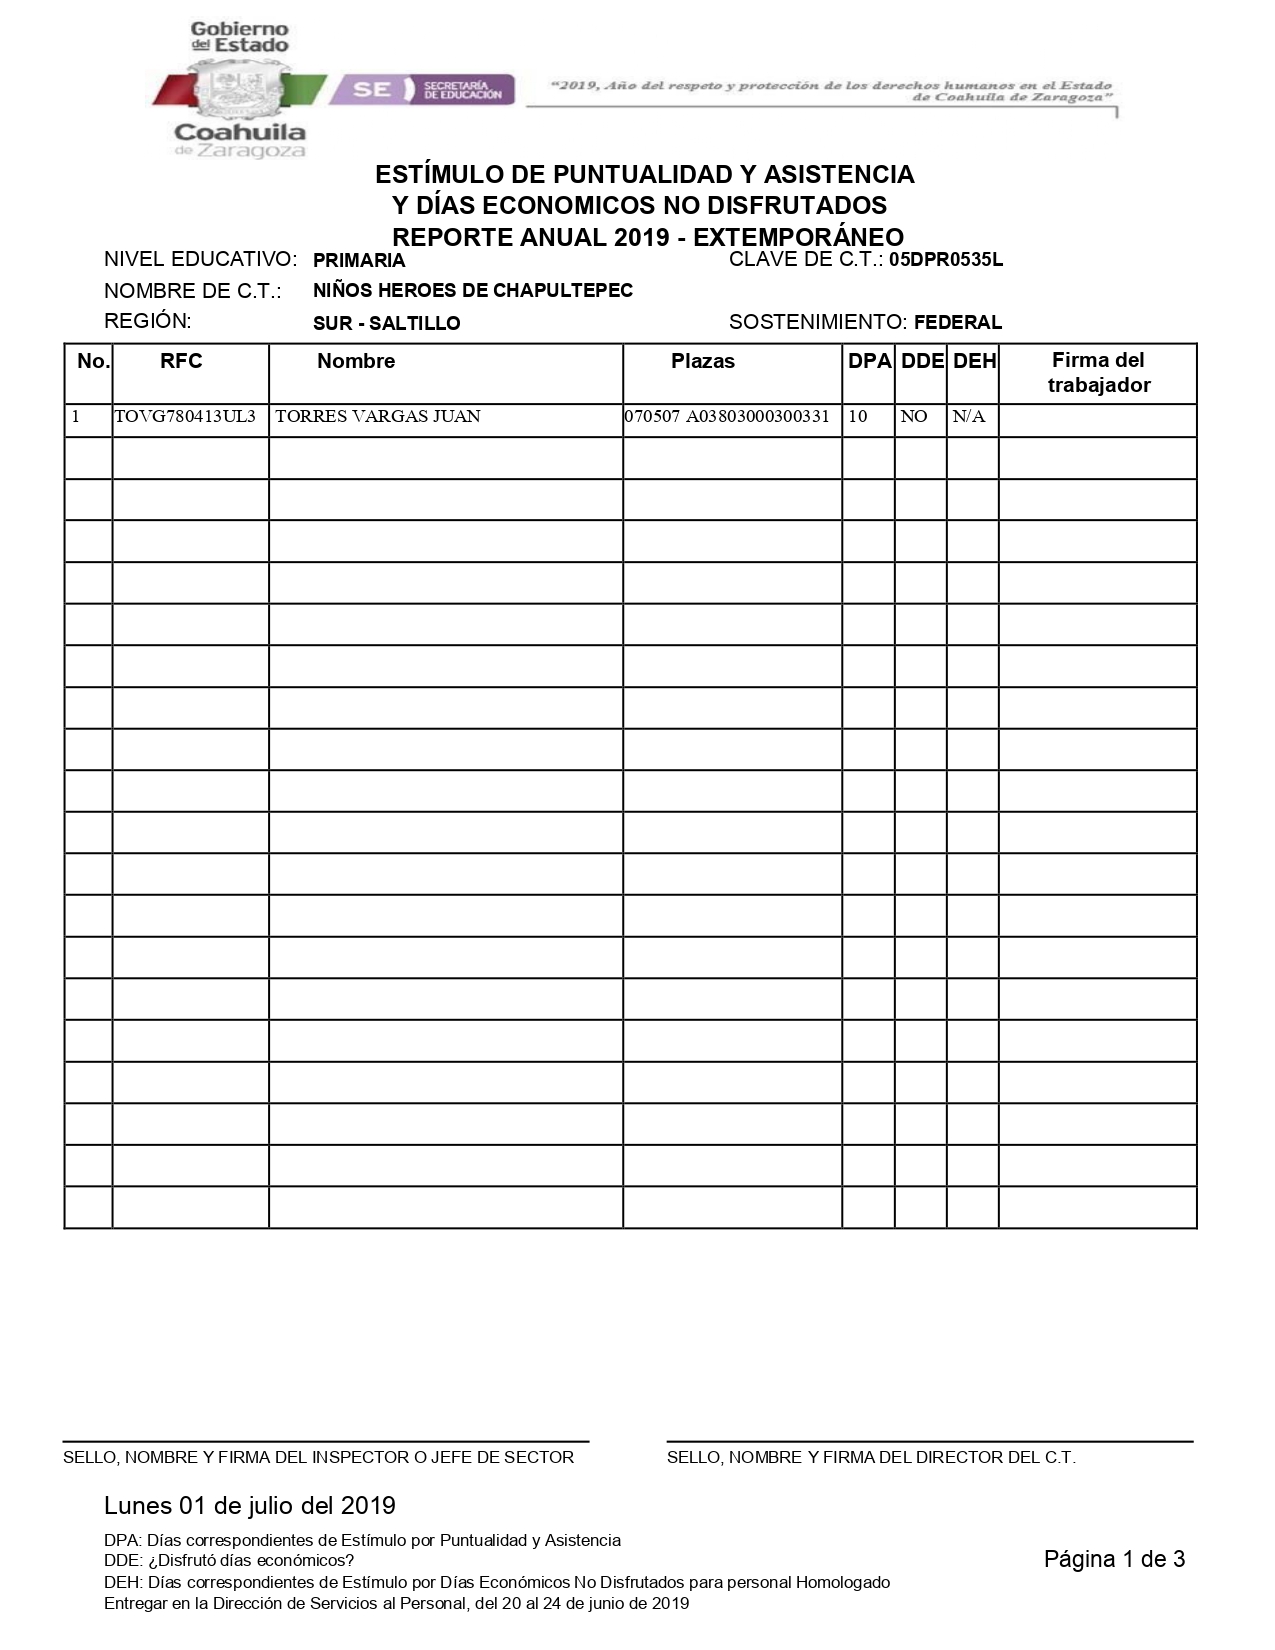 Gobierno
del Estado
Coahuila
de Zaragoza
SE
SECRETARÍA
DE EDUCACIÓN
“2019, Año del respeto y protección de los derechos humanos en el Estado
de Coahuila de Zaragoza”
ESTÍMULO DE PUNTUALIDAD Y ASISTENCIA
Y DÍAS ECONOMICOS NO DISFRUTADOS
REPORTE ANUAL 2019 - EXTEMPORÁNEO
NIVEL EDUCATIVO: PRIMARIA CLAVE DE C.T.: 05DPR0535L
NOMBRE DE C.T.: NIÑOS HEROES DE CHAPULTEPEC
REGIÓN: SUR - SALTILLO SOSTENIMIENTO: FEDERAL
No. RFC Nombre Plazas DPA DDE DEH Firma del
trabajador
1 TOVG780413UL3 TORRES VARGAS JUAN 070507 A03803000300331 10 NO N/A
SELLO, NOMBRE Y FIRMA DEL INSPECTOR O JEFE DE SECTOR SELLO, NOMBRE Y FIRMA DEL DIRECTOR DEL C.T.
Lunes 01 de julio del 2019
DPA: Días correspondientes de Estímulo por Puntualidad y Asistencia
DDE: ¿Disfrutó días económicos?
Página 1 de 3
DEH: Días correspondientes de Estímulo por Días Económicos No Disfrutados para personal Homologado
Entregar en la Dirección de Servicios al Personal, del 20 al 24 de junio de 2019